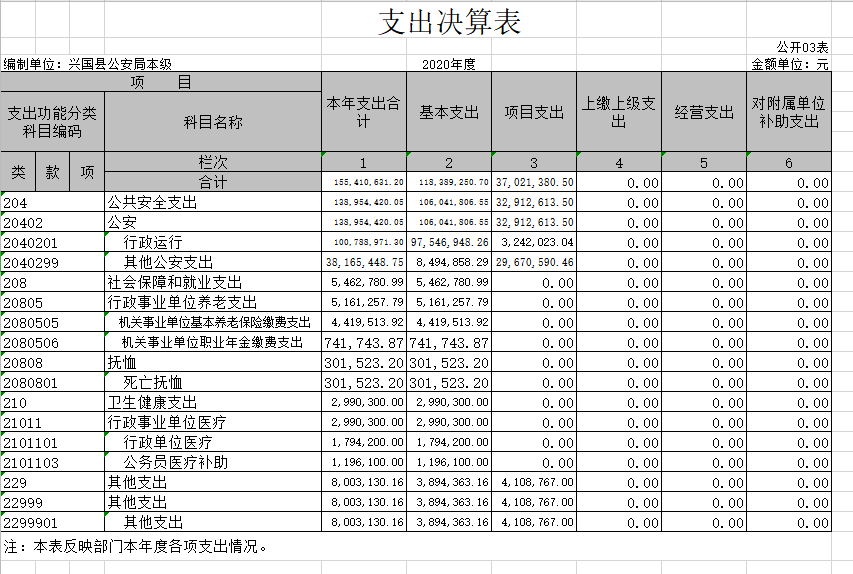 支出决算表
公开03表
编制单位：兴国县公安局本级 2020年度 金额单位：元
项 目 本年支出合计 基本支出 项目支出 上缴上级支出 经营支出 对附属单位补助支出
支出功能分类科目编码 科目名称
类 款 项 栏次 1 2 3 4 5 6
合计 155,410,631.20 118,389,250.70 37,021,380.50 0.00 0.00 0.00
204 公共安全支出 138,954,420.05 106,041,806.55 32,912,613.50 0.00 0.00 0.00
20402 公安 138,954,420.05 106,041,806.55 32,912,613.50 0.00 0.00 0.00
2040201 行政运行 100,788,971.30 97,546,948.26 3,242,023.04 0.00 0.00 0.00
2040299 其他公安支出 38,165,448.75 8,494,858.29 29,670,590.46 0.00 0.00 0.00
208 社会保障和就业支出 5,462,780.99 5,462,780.99 0.00 0.00 0.00 0.00
20805 行政事业单位养老支出 5,161,257.79 5,161,257.79 0.00 0.00 0.00 0.00
2080505 机关事业单位基本养老保险缴费支出 4,419,513.92 4,419,513.92 0.00 0.00 0.00 0.00
2080506 机关事业单位职业年金缴费支出 741,743.87 741,743.87 0.00 0.00 0.00 0.00
20808 抚恤 301,523.20 301,523.20 0.00 0.00 0.00 0.00
2080801 死亡抚恤 301,523.20 301,523.20 0.00 0.00 0.00 0.00
210 卫生健康支出 2,990,300.00 2,990,300.00 0.00 0.00 0.00 0.00
21011 行政事业单位医疗 2,990,300.00 2,990,300.00 0.00 0.00 0.00 0.00
2101101 行政单位医疗 1,794,200.00 1,794,200.00 0.00 0.00 0.00 0.00
2101103 公务员医疗补助 1,196,100.00 1,196,100.00 0.00 0.00 0.00 0.00
229 其他支出 8,003,130.16 3,894,363.16 4,108,767.00 0.00 0.00 0.00
22999 其他支出 8,003,130.16 3,894,363.16 4,108,767.00 0.00 0.00 0.00
2299901 其他支出 8,003,130.16 3,894,363.16 4,108,767.00 0.00 0.00 0.00
注：本表反映部门本年度各项支出情况。